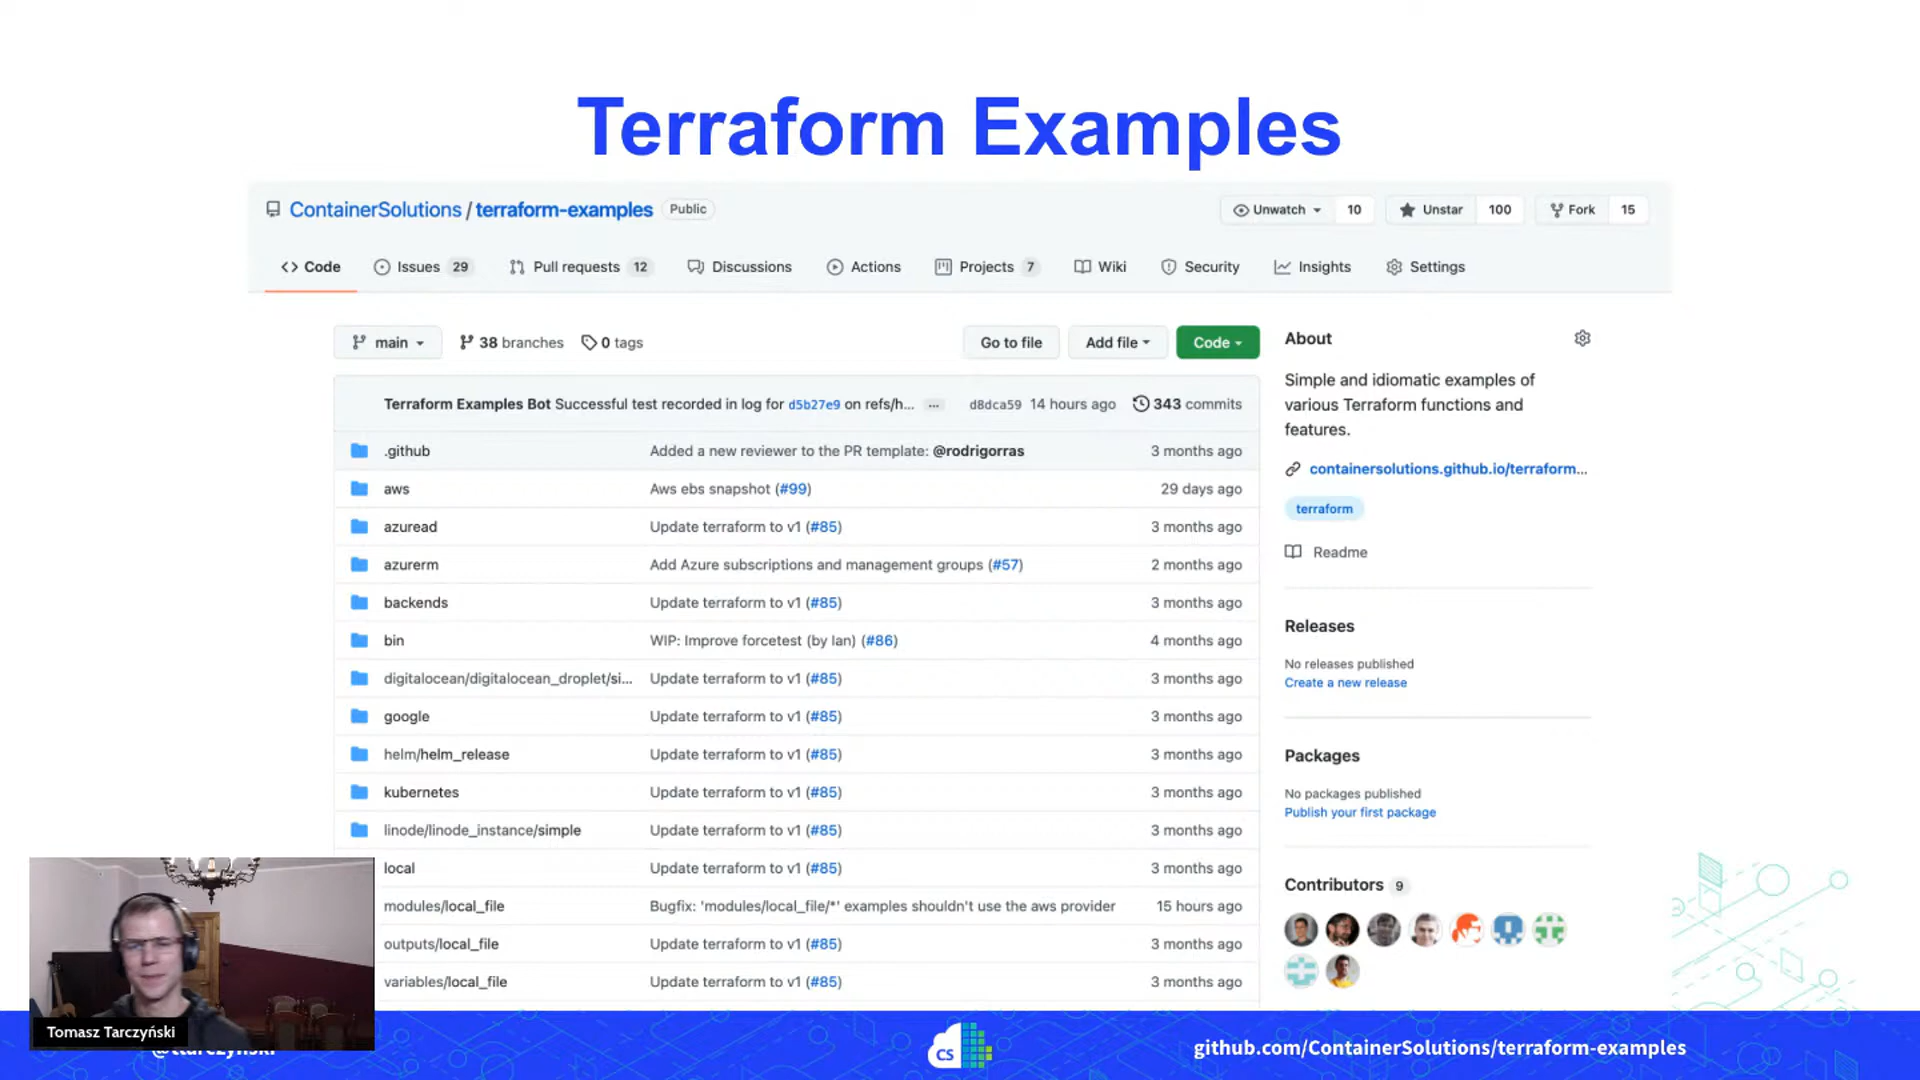 Terraform Examples
ContainerSolutions / terraform-examples Public
Unwatch 10 Unstar 100 Fork 15
Code Issues 29 Pull requests 12 Discussions Actions Projects 7 Wiki Security Insights Settings
main 38 branches 0 tags Go to file Add file Code
Terraform Examples Bot Successful test recorded in log for d5b27e9 on refs/h... ... d8dca59 14 hours ago 343 commits
.github Added a new reviewer to the PR template: @rodrigorras 3 months ago
aws Aws ebs snapshot (#99) 29 days ago
azuread Update terraform to v1 (#85) 3 months ago
azurerm Add Azure subscriptions and management groups (#57) 2 months ago
backends Update terraform to v1 (#85) 3 months ago
bin WIP: Improve forcetest (by Ian) (#86) 4 months ago
digitalocean/digitalocean_droplet/si... Update terraform to v1 (#85) 3 months ago
google Update terraform to v1 (#85) 3 months ago
helm/helm_release Update terraform to v1 (#85) 3 months ago
kubernetes Update terraform to v1 (#85) 3 months ago
linode/linode_instance/simple Update terraform to v1 (#85) 3 months ago
local Update terraform to v1 (#85) 3 months ago
modules/local_file Bugfix: 'modules/local_file/*' examples shouldn't use the aws provider 15 hours ago
outputs/local_file Update terraform to v1 (#85) 3 months ago
variables/local_file Update terraform to v1 (#85) 3 months ago
About
Simple and idiomatic examples of
various Terraform functions and
features.
containersolutions.github.io/terraform...
terraform
Readme
Releases
No releases published
Create a new release
Packages
No packages published
Publish your first package
Contributors 9
Tomasz Tarczyński
CS
github.com/ContainerSolutions/terraform-examples